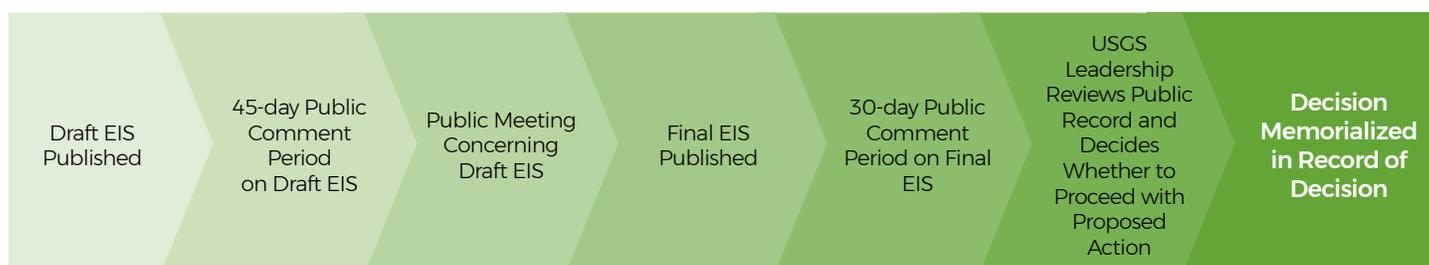 Draft EIS
Published
45-day Public
Comment
Period
on Draft EIS
Public Meeting
Concerning
Draft EIS
Final EIS
Published
30-day Public
Comment
Period on Final
EIS
USGS
Leadership
Reviews Public
Record and
Decides
Whether to
Proceed with
Proposed
Action
Decision
Memorialized
in Record of
Decision